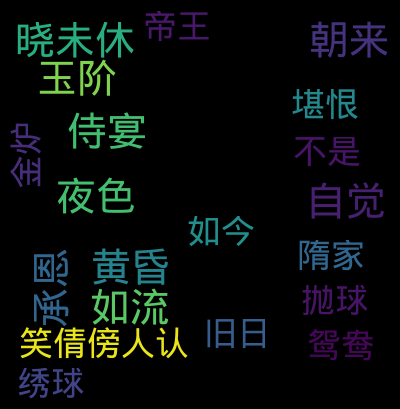 帝王
晓未休
朝来
玉阶
堪恨
侍宴
不是
金炉
夜色
自觉
如今
隋家
黄昏
承恩
抛球
如流
旧日
笑倩傍人认
鸳鸯
绣球